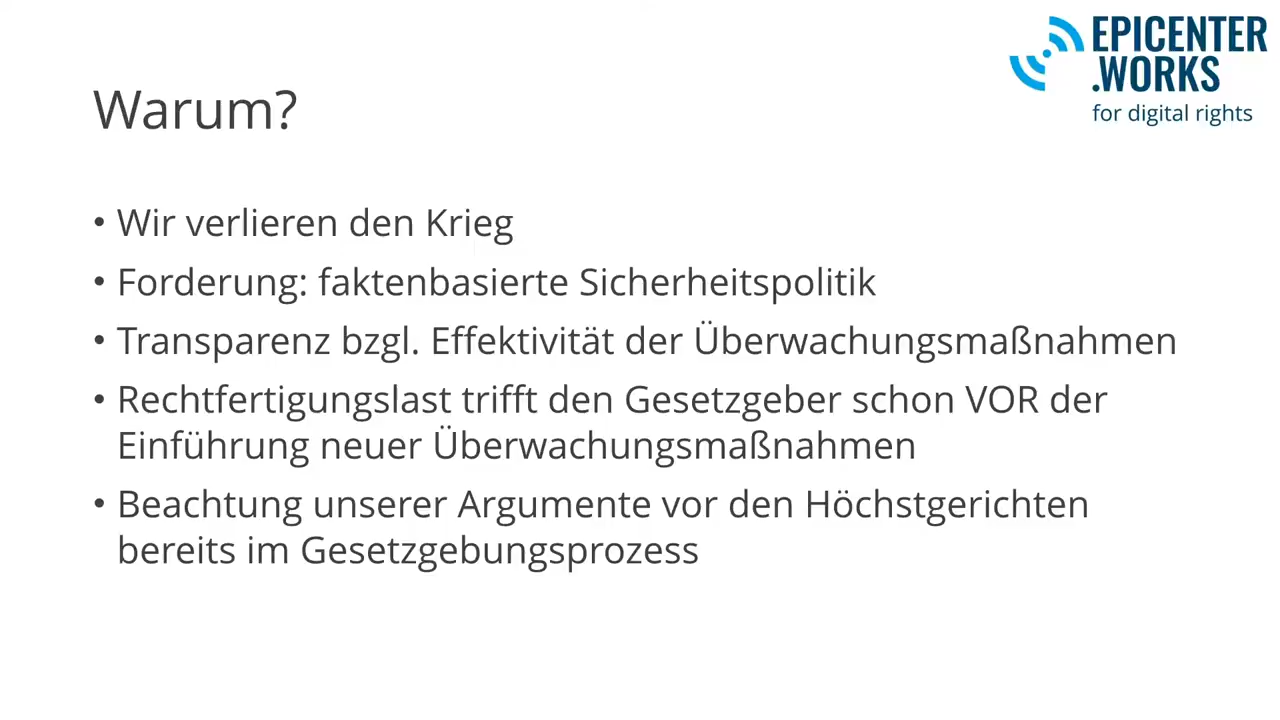 EPICENTER
.WORKS
for digital rights
Warum?
• Wir verlieren den Krieg
• Forderung: faktenbasierte Sicherheitspolitik
• Transparenz bzgl. Effektivität der Überwachungsmaßnahmen
• Rechtfertigungslast trifft den Gesetzgeber schon VOR der
Einführung neuer Überwachungsmaßnahmen
• Beachtung unserer Argumente vor den Höchstgerichten
bereits im Gesetzgebungsprozess